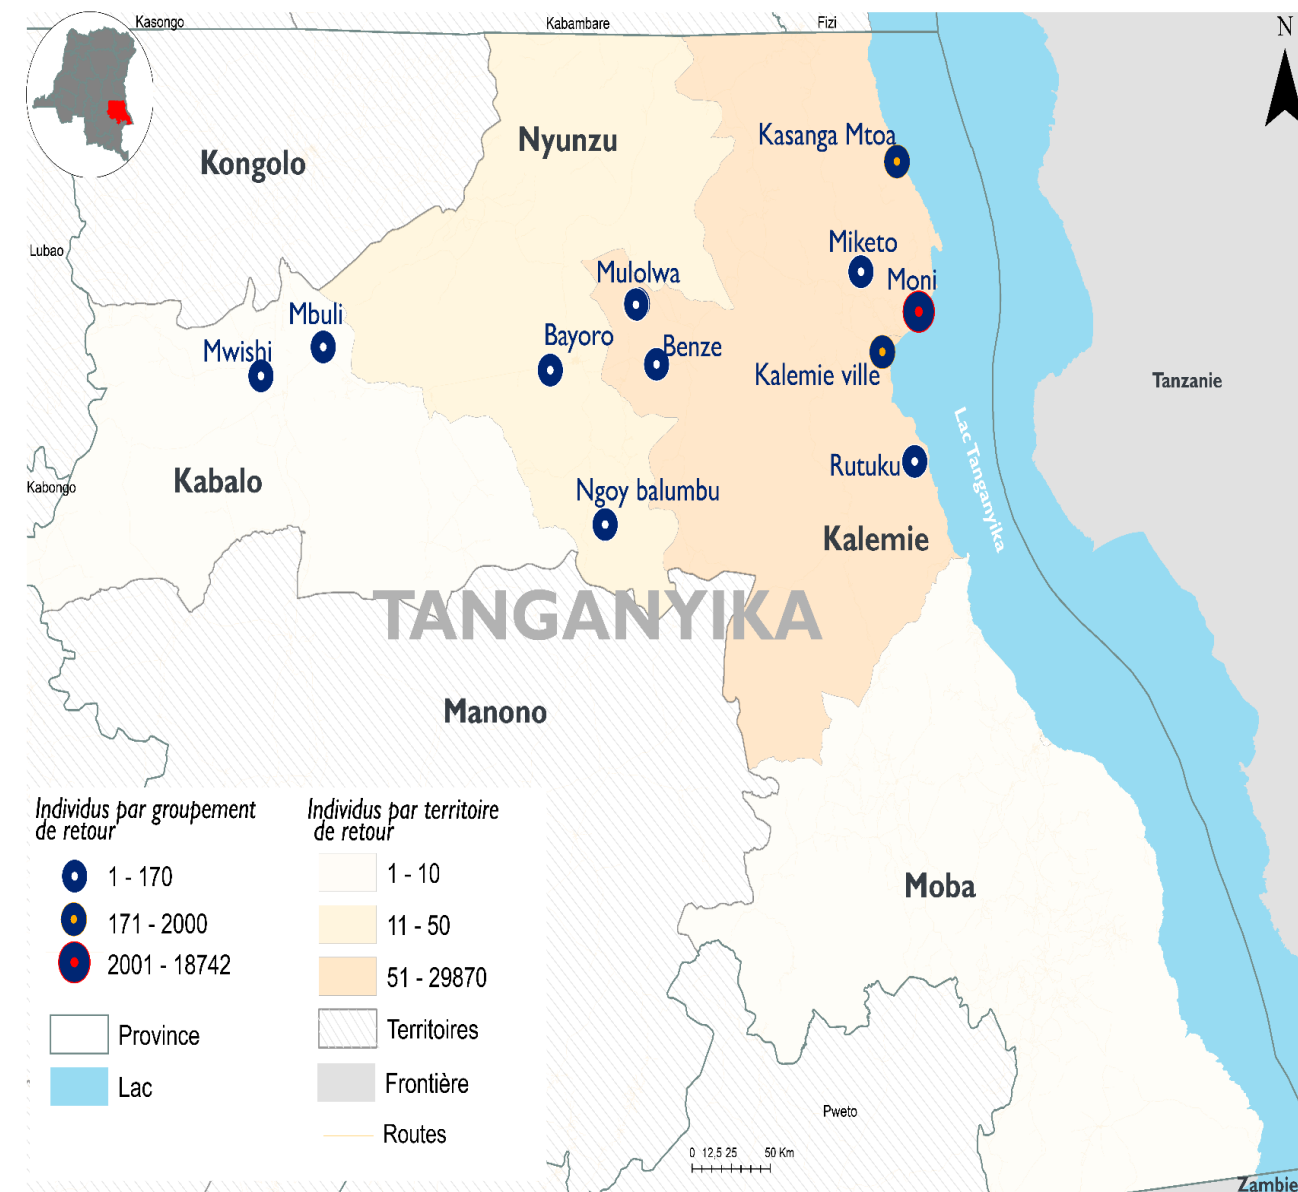 Kasongo
Kabambare
Fizi
N
Kongolo
Nyunzu
Kasanga Mtoa
Lubao
Miketo
Mulolwa
Moni
Mbuli
Bayoro
Benze
Mwishi
Kalemie ville
Tanzanie
Lac Tanganyika
Rutuku
Kabalo
Kabongo
Ngoy balumbu
Kalemie
TANGANYIKA
Manono
Moba
Individus par groupement
de retour
1 - 170
171 - 2000
2001 - 18742
Province
Lac
Individus par territoire
de retour
1 - 10
11 - 50
51 - 29870
Territoires
Frontière
Routes
Pweto
0 12,5 25 50 Km
Zambie